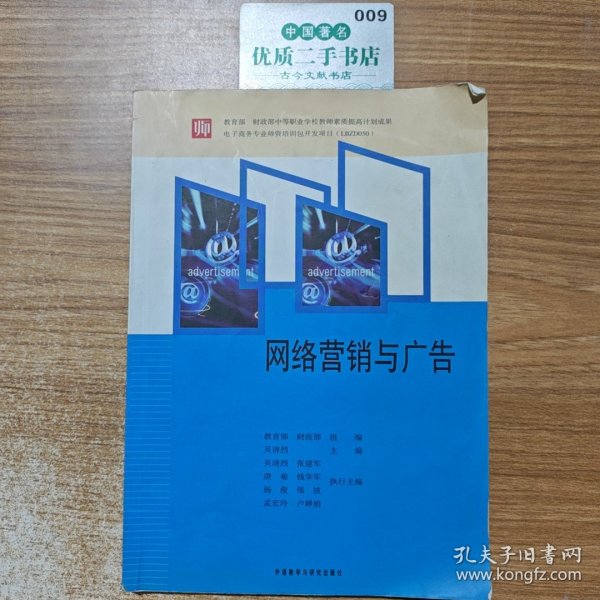 009
中国著名
优质二手书店
古今文献书店
教育部 财政部中等职业学校教师素质提高计划成果
电子商务专业师资培训包开发项目(LBZD050)
advertisement
advertisement
网络营销与广告
教育部 财政部 组 编
吴清烈 主 编
吴清烈 张建军
唐 菊 钱华军 执行主编
杨 俊 郑 波
孟宏玲 卢婵娟
外语教学与研究出版社
孔夫子旧书网
www.kongfz.com